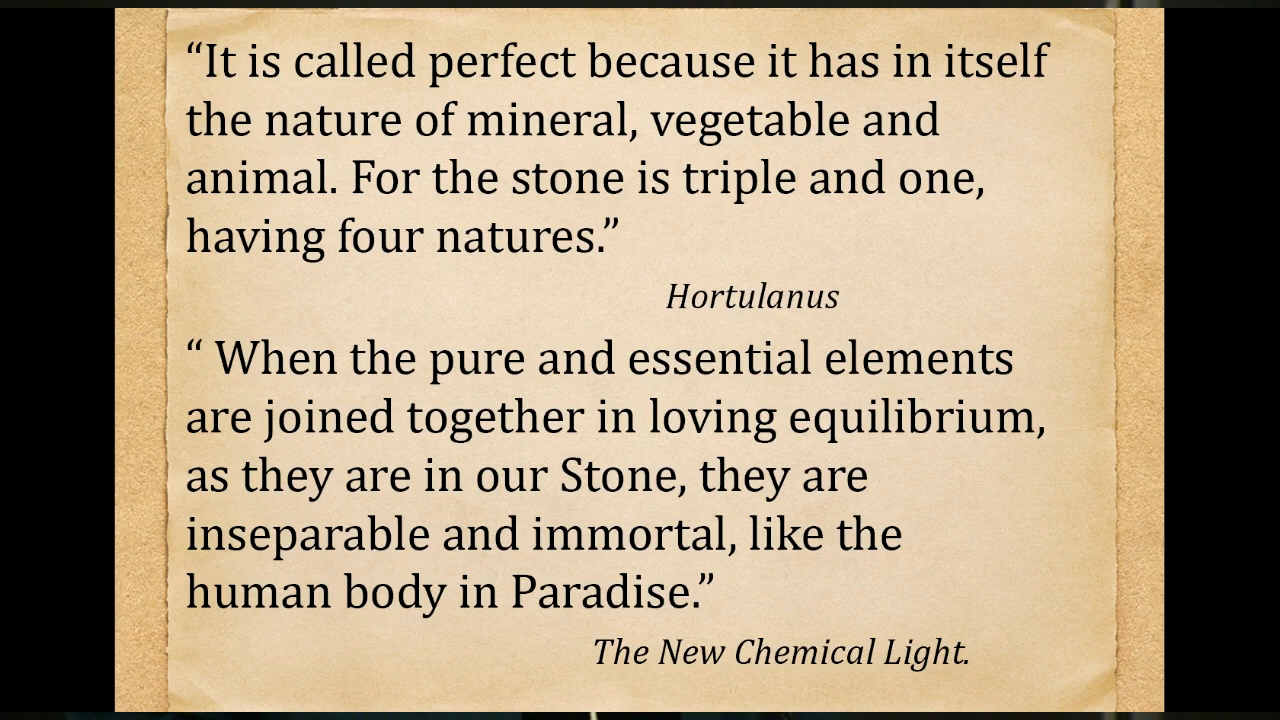 “It is called perfect because it has in itself
the nature of mineral, vegetable and
animal. For the stone is triple and one,
having four natures.”
Hortulanus
“ When the pure and essential elements
are joined together in loving equilibrium,
as they are in our Stone, they are
inseparable and immortal, like the
human body in Paradise.”
The New Chemical Light.